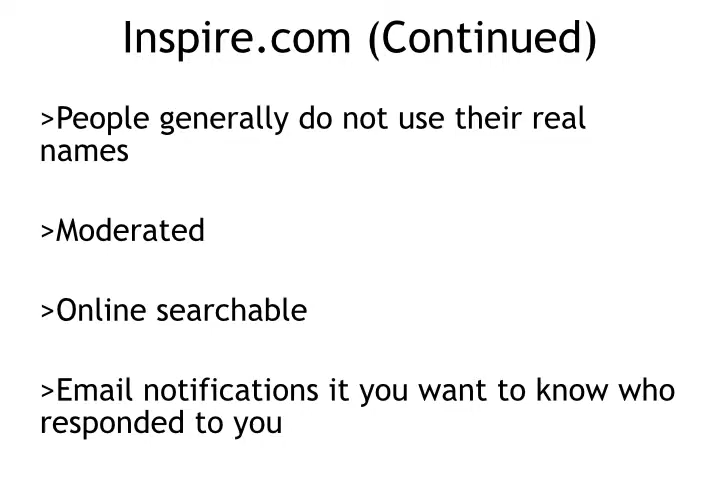 Inspire.com (Continued)
>People generally do not use their real
names
>Moderated
>Online searchable
>Email notifications it you want to know who
responded to you